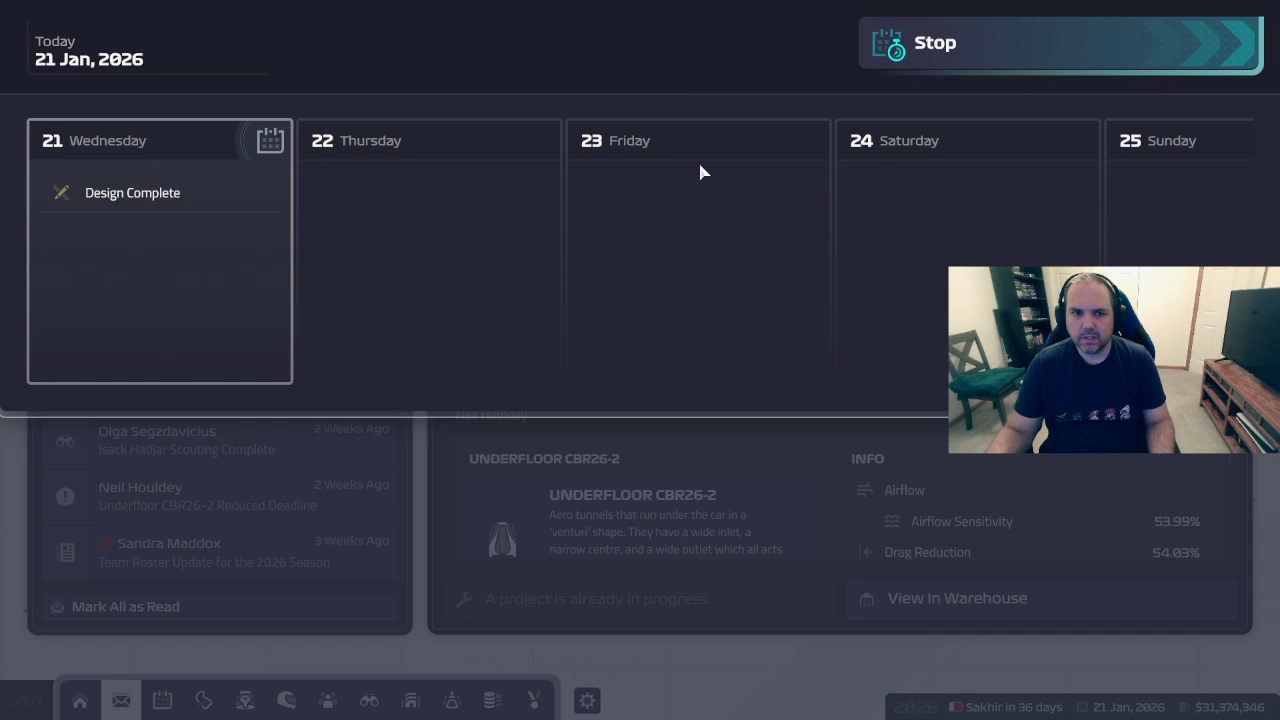 Today
21 Jan, 2026
Stop
21 Wednesday
22 Thursday
23 Friday
24 Saturday
25 Sunday
Design Complete
Neil Houlday
Olga Segzdavicius
2 Weeks Ago
Isack Hadjar Scouting Complete
Neil Houldey
2 Weeks Ago
Underfloor CBR26-2 Reduced Deadline
Sandra Maddox
3 Weeks Ago
Team Roster Update for the 2026 Season
Mark All as Read
UNDERFLOOR CBR26-2
UNDERFLOOR CBR26-2
Aero tunnels that run under the car in a
'venturi' shape. They have a wide inlet, a
narrow centre, and a wide outlet which all acts
A project is already in progress.
INFO
Airflow
Airflow Sensitivity 53.99%
Drag Reduction 54.03%
View In Warehouse
2026
Sakhir in 36 days
21 Jan, 2026
$31,374,346